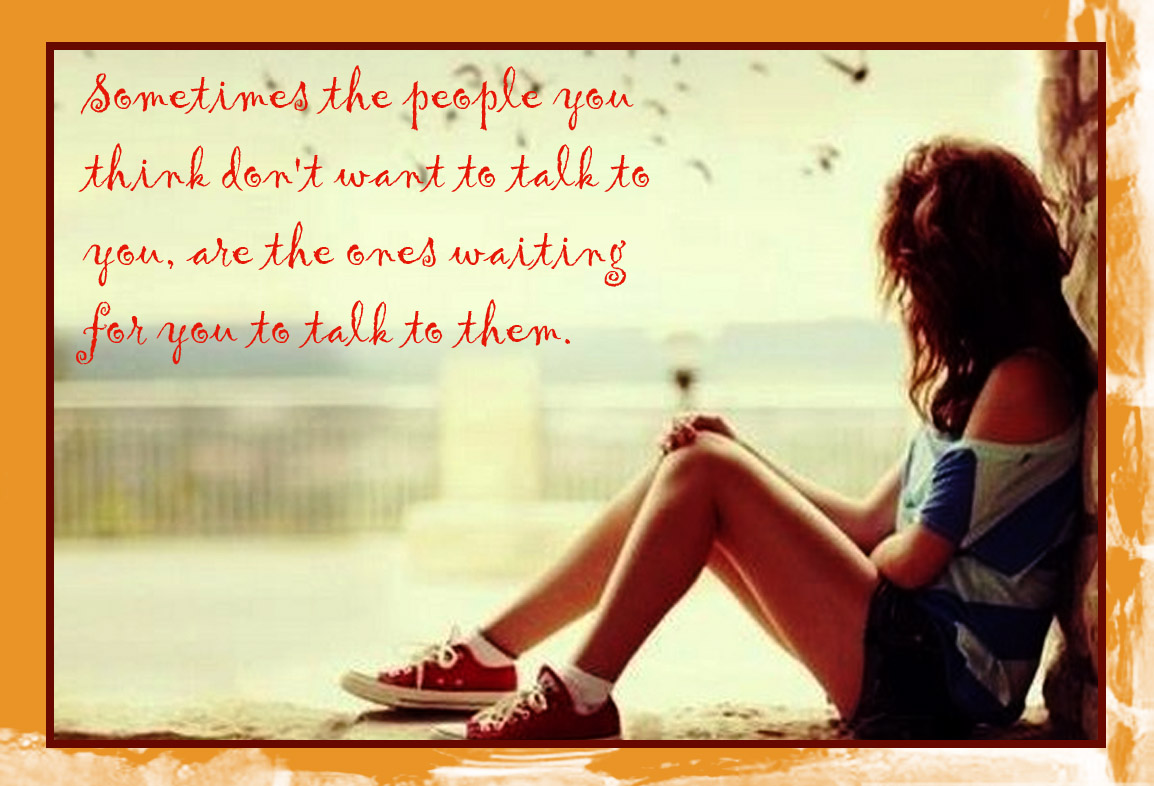 Sometimes the people you
think don't want to talk to
you, are the ones waiting
for you to talk to them.